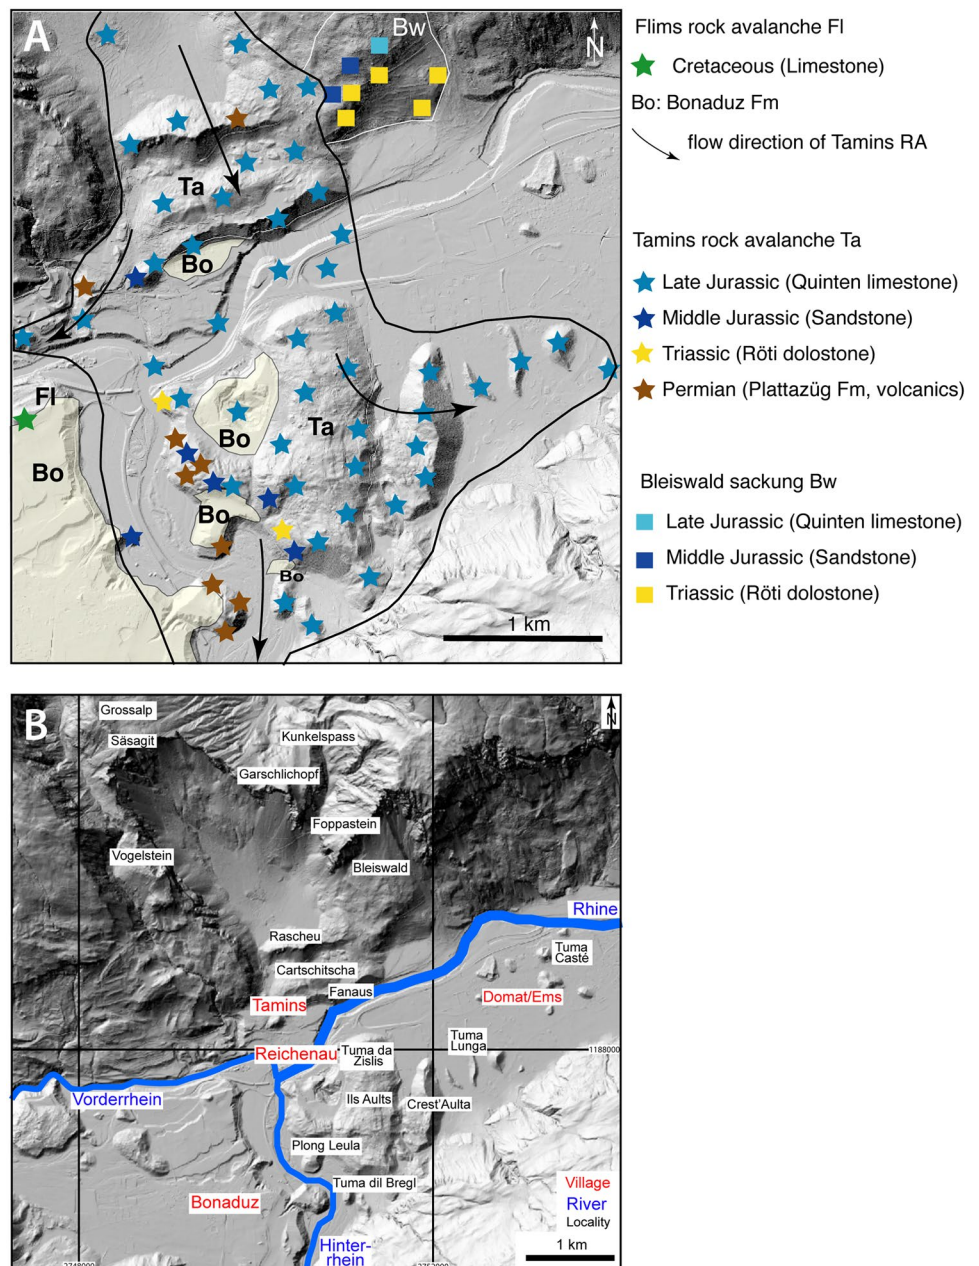 A
Bw
N
Ta
Bo
Fl
Bo
Bo
Ta
Bo
Bo
1 km
Flims rock avalanche Fl
Cretaceous (Limestone)
Bo: Bonaduz Fm
flow direction of Tamins RA
Tamins rock avalanche Ta
Late Jurassic (Quinten limestone)
Middle Jurassic (Sandstone)
Triassic (Röti dolostone)
Permian (Plattazüg Fm, volcanics)
Bleiswald sackung Bw
Late Jurassic (Quinten limestone)
Middle Jurassic (Sandstone)
Triassic (Röti dolostone)
B
N
Grossalp
Säsagit
Kunkelspass
Garschlichopf
Foppastein
Vogelstein
Bleiswald
Rhine
Rascheu
Tuma
Casté
Cartschitscha
Fanaus
Tamins
Domat/Ems
Tuma
Lunga
Reichenau
Tuma da
Zislis
1188000
Vorderrhein
Ils Aults
Crest'Aulta
Plong Leula
Tuma dil Bregl
Bonaduz
Village
River
Locality
Hinter-
rhein
1 km